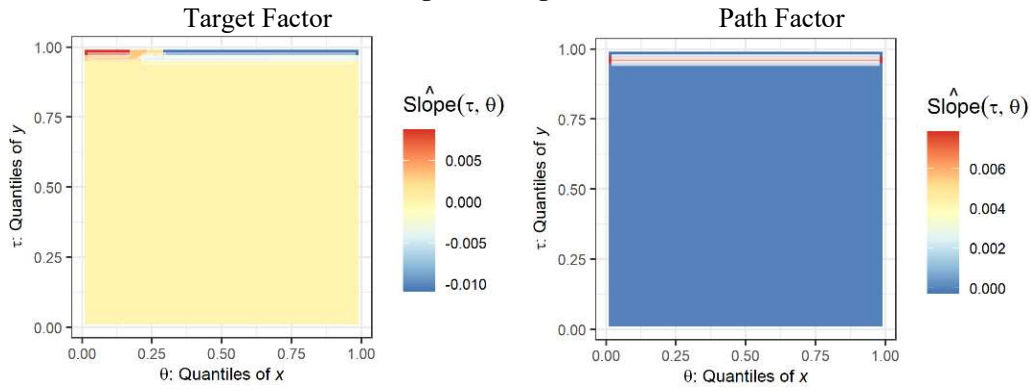 Target Factor
Path Factor
1.00
0.75
0.50
0.25
0.00
τ: Quantiles of y
0.00 0.25 0.50 0.75 1.00
θ: Quantiles of x
Slope^(τ, θ)
0.005
0.000
-0.005
-0.010
1.00
0.75
0.50
0.25
0.00
τ: Quantiles of y
0.00 0.25 0.50 0.75 1.00
θ: Quantiles of x
Slope^(τ, θ)
0.006
0.004
0.002
0.000